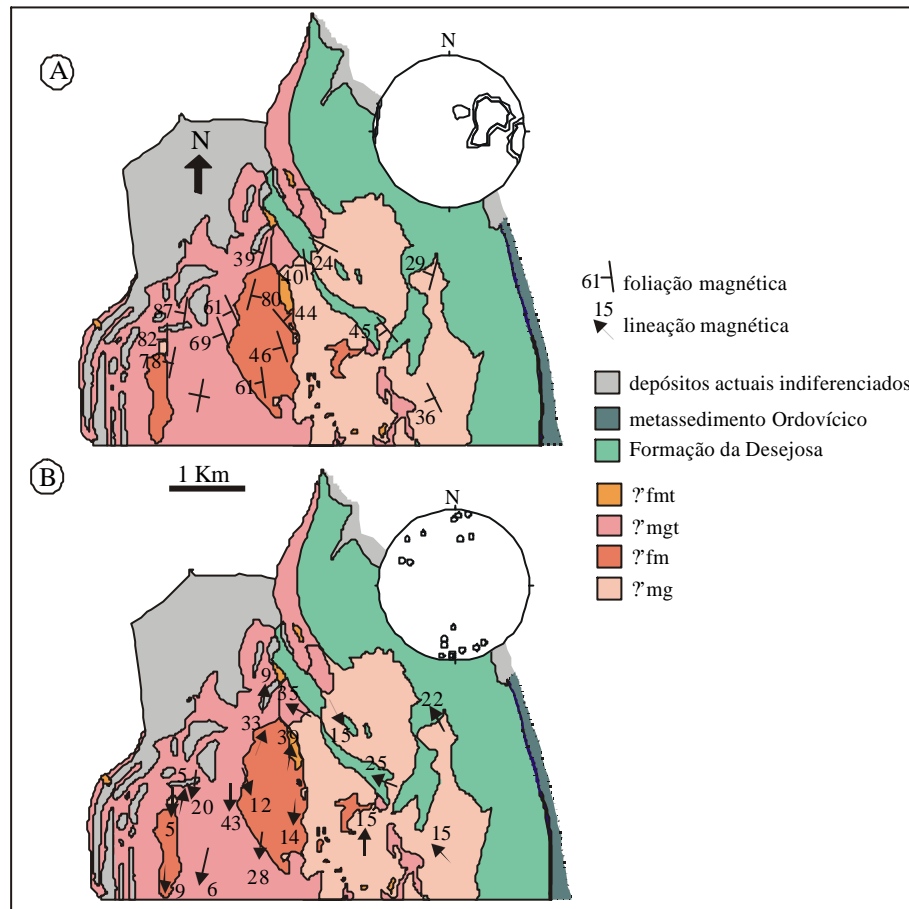 A
N
N
39
40
24
29
61
80
44
87
69
45
82
78
46
61
36
61 foliação magnética
15
lineação magnética
depósitos actuais indiferenciados
metassedimento Ordovícico
Formação da Desejosa
?’fmt
?’mgt
?’fm
?’mg
B
1 Km
N
9
35
33
39
15
22
25
5
20
12
43
5
14
15
15
28
9
6